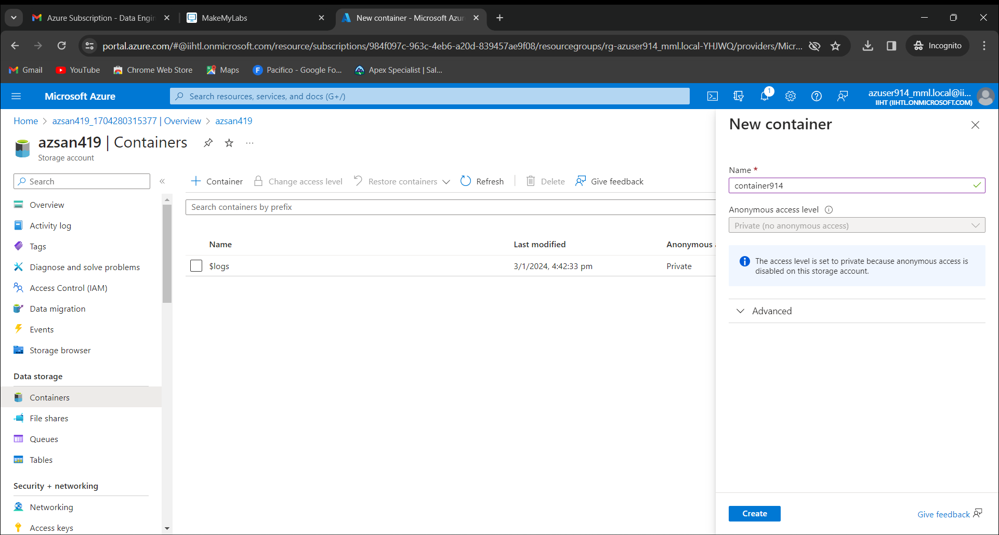 Azure Subscription - Data Engin
MakeMyLabs
New container - Microsoft Azur
portal.azure.com/#@iihtl.onmicrosoft.com/resource/subscriptions/984f097c-963c-4eb6-a20d-839457ae9f08/resourcegroups/rg-azuser914_mml.local-YHJWQ/providers/Micr...
Incognito
Gmail
YouTube
Chrome Web Store
Maps
F
Pacifico - Google Fo...
Apex Specialist | Sal...
Microsoft Azure
Search resources, services, and docs (G+/)
1
azuser914_mml.local@ii...
IIHT (IIHTL.ONMICROSOFT.COM)
Home > azsan419_1704280315377 | Overview > azsan419
azsan419 | Containers
Storage account
Search
Overview
Activity log
Tags
Diagnose and solve problems
Access Control (IAM)
Data migration
Events
Storage browser
Data storage
Containers
File shares
Queues
Tables
Security + networking
Networking
Access keys
Container
Change access level
Restore containers
Refresh
Delete
Give feedback
Search containers by prefix
Name Last modified Anonymous a
$logs 3/1/2024, 4:42:33 pm Private
New container
Name *
container914
Anonymous access level
Private (no anonymous access)
The access level is set to private because anonymous access is
disabled on this storage account.
Advanced
Create
Give feedback